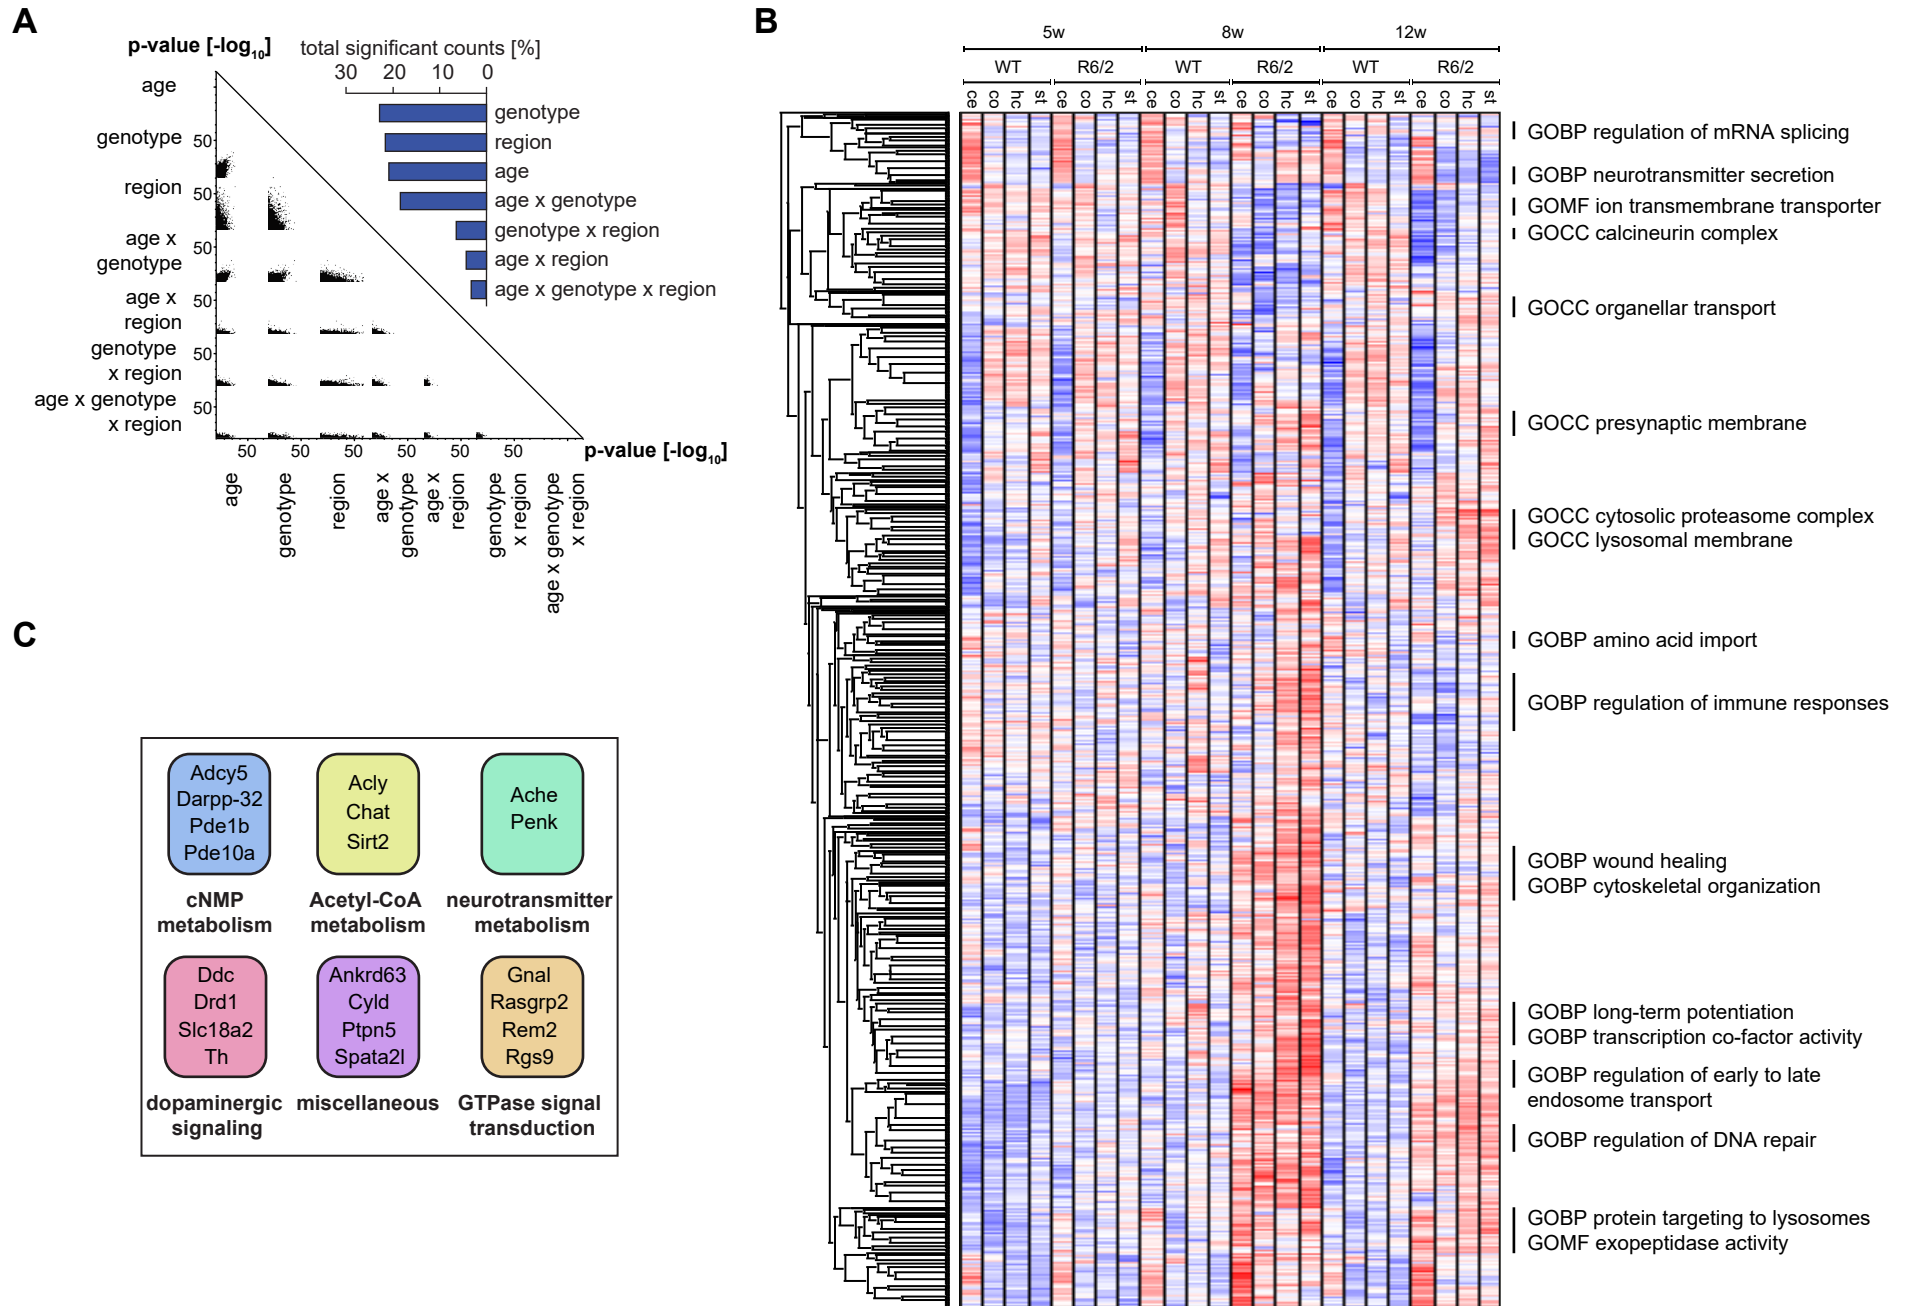 A
p-value [-log10]
total significant counts [%]
30 20 10 0
genotype
region
age
age x genotype
genotype x region
age x region
age x genotype x region
age
genotype
region
age x
genotype
age x
region
genotype
x region
age x genotype
x region
50
50
50
50
50
50
50 50 50 50 50 50
p-value [-log10]
age
genotype
region
age x
genotype
age x
region
genotype
x region
age x genotype
x region
B
5w 8w 12w
WT R6/2 WT R6/2 WT R6/2
ce co hc st ce co hc st ce co hc st ce co hc st ce co hc st ce co hc st
GOBP regulation of mRNA splicing
GOBP neurotransmitter secretion
GOMF ion transmembrane transporter
GOCC calcineurin complex
GOCC organellar transport
GOCC presynaptic membrane
GOCC cytosolic proteasome complex
GOCC lysosomal membrane
GOBP amino acid import
GOBP regulation of immune responses
GOBP wound healing
GOBP cytoskeletal organization
GOBP long-term potentiation
GOBP transcription co-factor activity
GOBP regulation of early to late
endosome transport
GOBP regulation of DNA repair
GOBP protein targeting to lysosomes
GOMF exopeptidase activity
C
Adcy5
Darpp-32
Pde1b
Pde10a
cNMP
metabolism
Acly
Chat
Sirt2
Acetyl-CoA
metabolism
Ache
Penk
neurotransmitter
metabolism
Ddc
Drd1
Slc18a2
Th
dopaminergic
signaling
Ankrd63
Cyld
Ptpn5
Spata2l
miscellaneous
Gnal
Rasgrp2
Rem2
Rgs9
GTPase signal
transduction